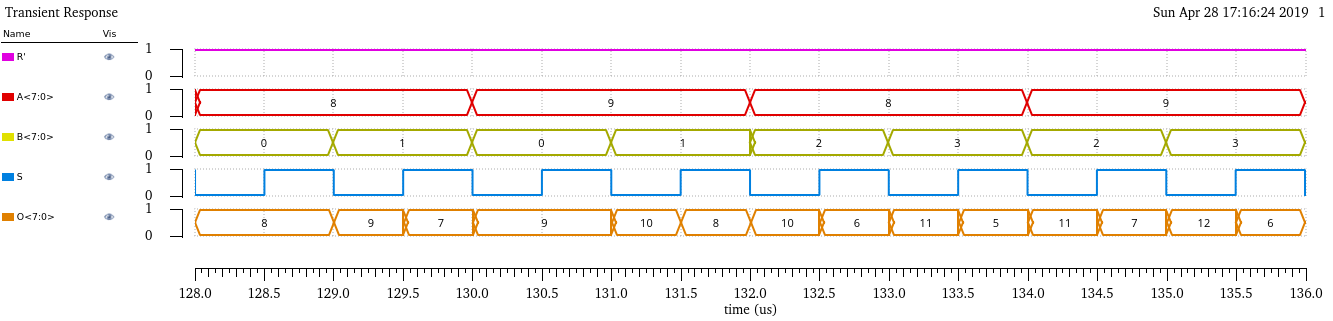 Transient Response Sun Apr 28 17:16:24 2019 1
Name Vis
R' 1
0
A<7:0> 1 8 9 8 9
0
B<7:0> 1 0 1 0 1 2 3 2 3
0
S 1
0
O<7:0> 1 8 9 7 9 10 8 10 6 11 5 11 7 12 6
0
128.0 128.5 129.0 129.5 130.0 130.5 131.0 131.5 132.0 132.5 133.0 133.5 134.0 134.5 135.0 135.5 136.0
time (us)